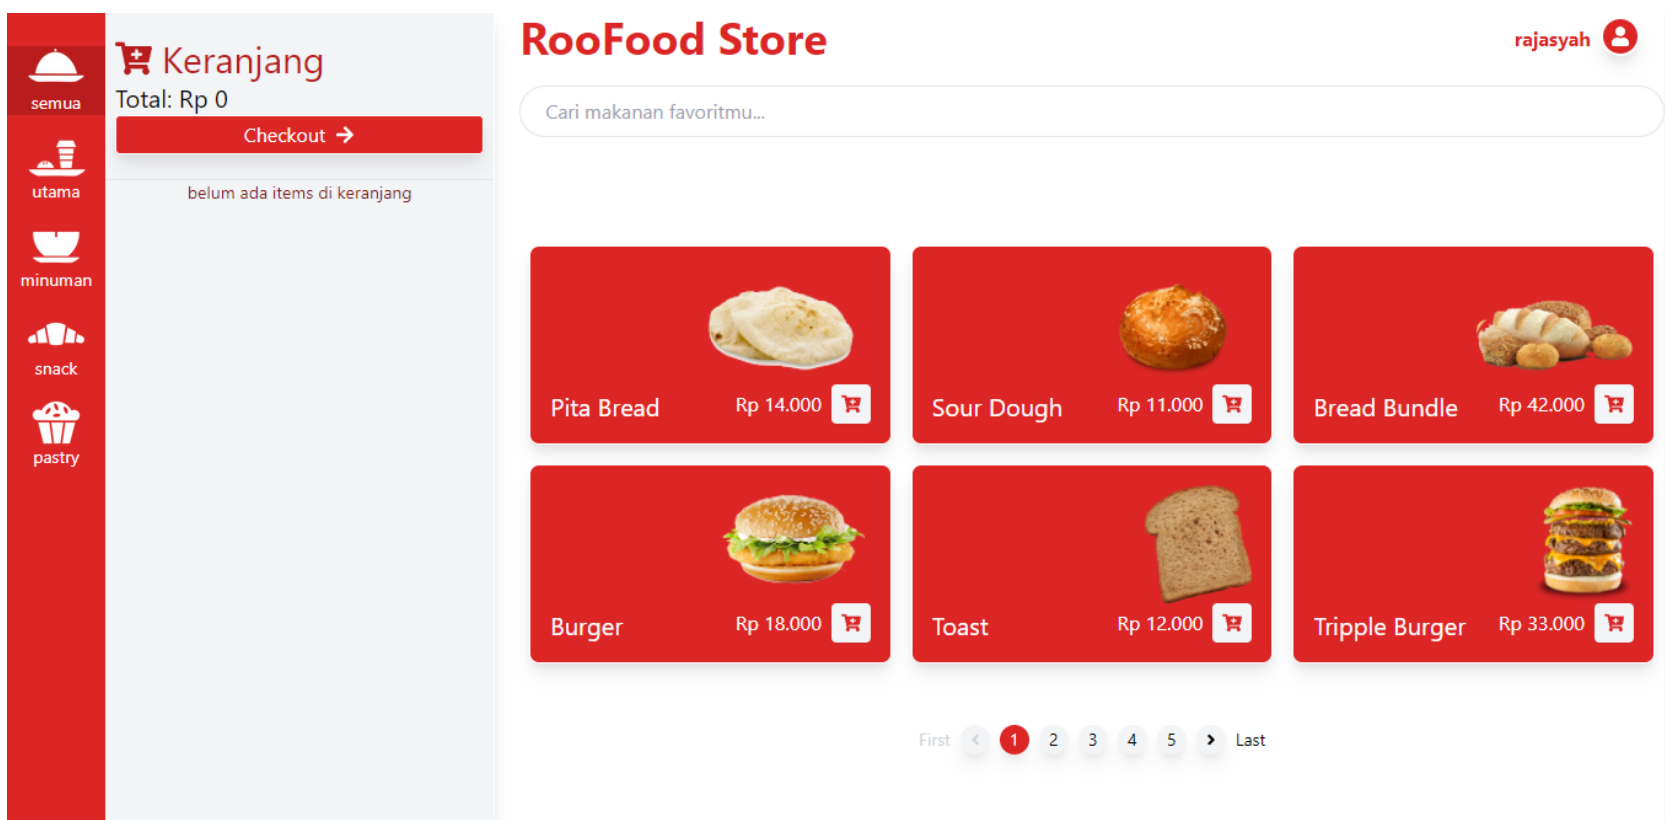 semua
utama
minuman
snack
pastry
Keranjang
Total: Rp 0
Checkout
belum ada items di keranjang
RooFood Store
rajasyah
Cari makanan favoritmu...
Pita Bread Rp 14.000
Sour Dough Rp 11.000
Bread Bundle Rp 42.000
Burger Rp 18.000
Toast Rp 12.000
Tripple Burger Rp 33.000
First 1 2 3 4 5 Last